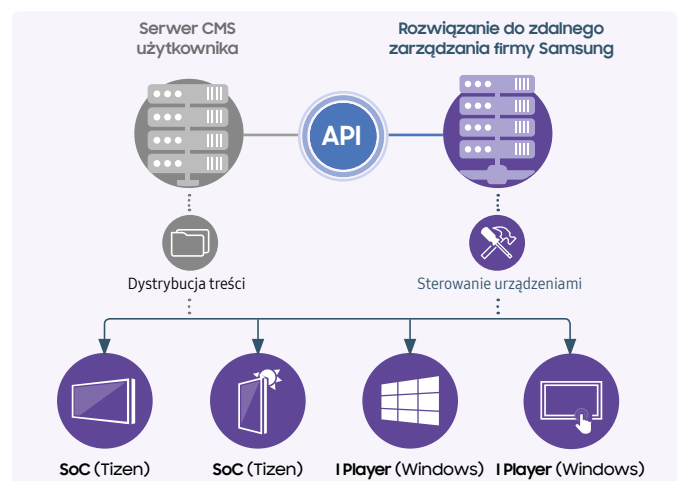 Serwer CMS
użytkownika
Rozwiązanie do zdalnego
zarządzania firmy Samsung
API
Dystrybucja treści
Sterowanie urządzeniami
SoC (Tizen)
SoC (Tizen)
I Player (Windows)
I Player (Windows)